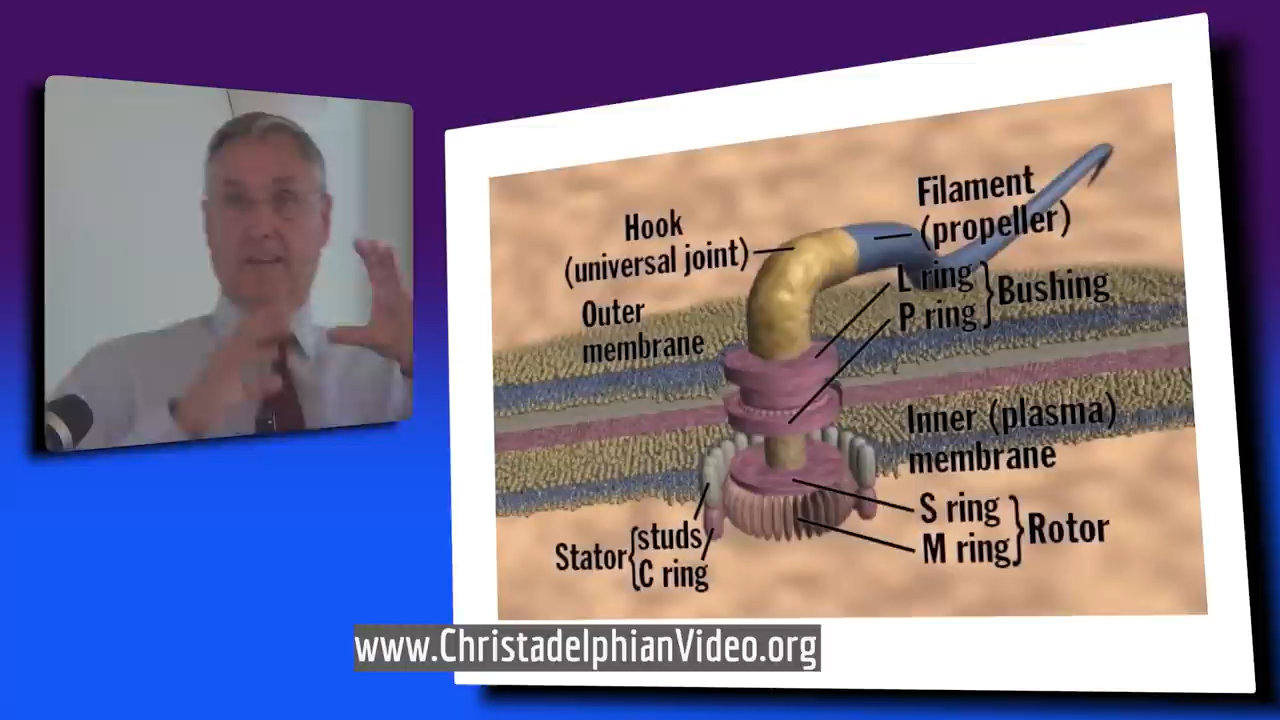 Filament
(propeller)
Hook
(universal joint)
L ring
P ring
Bushing
Outer
membrane
Inner (plasma)
membrane
S ring
M ring
Rotor
Stator
studs
C ring
www.ChristadelphianVideo.org